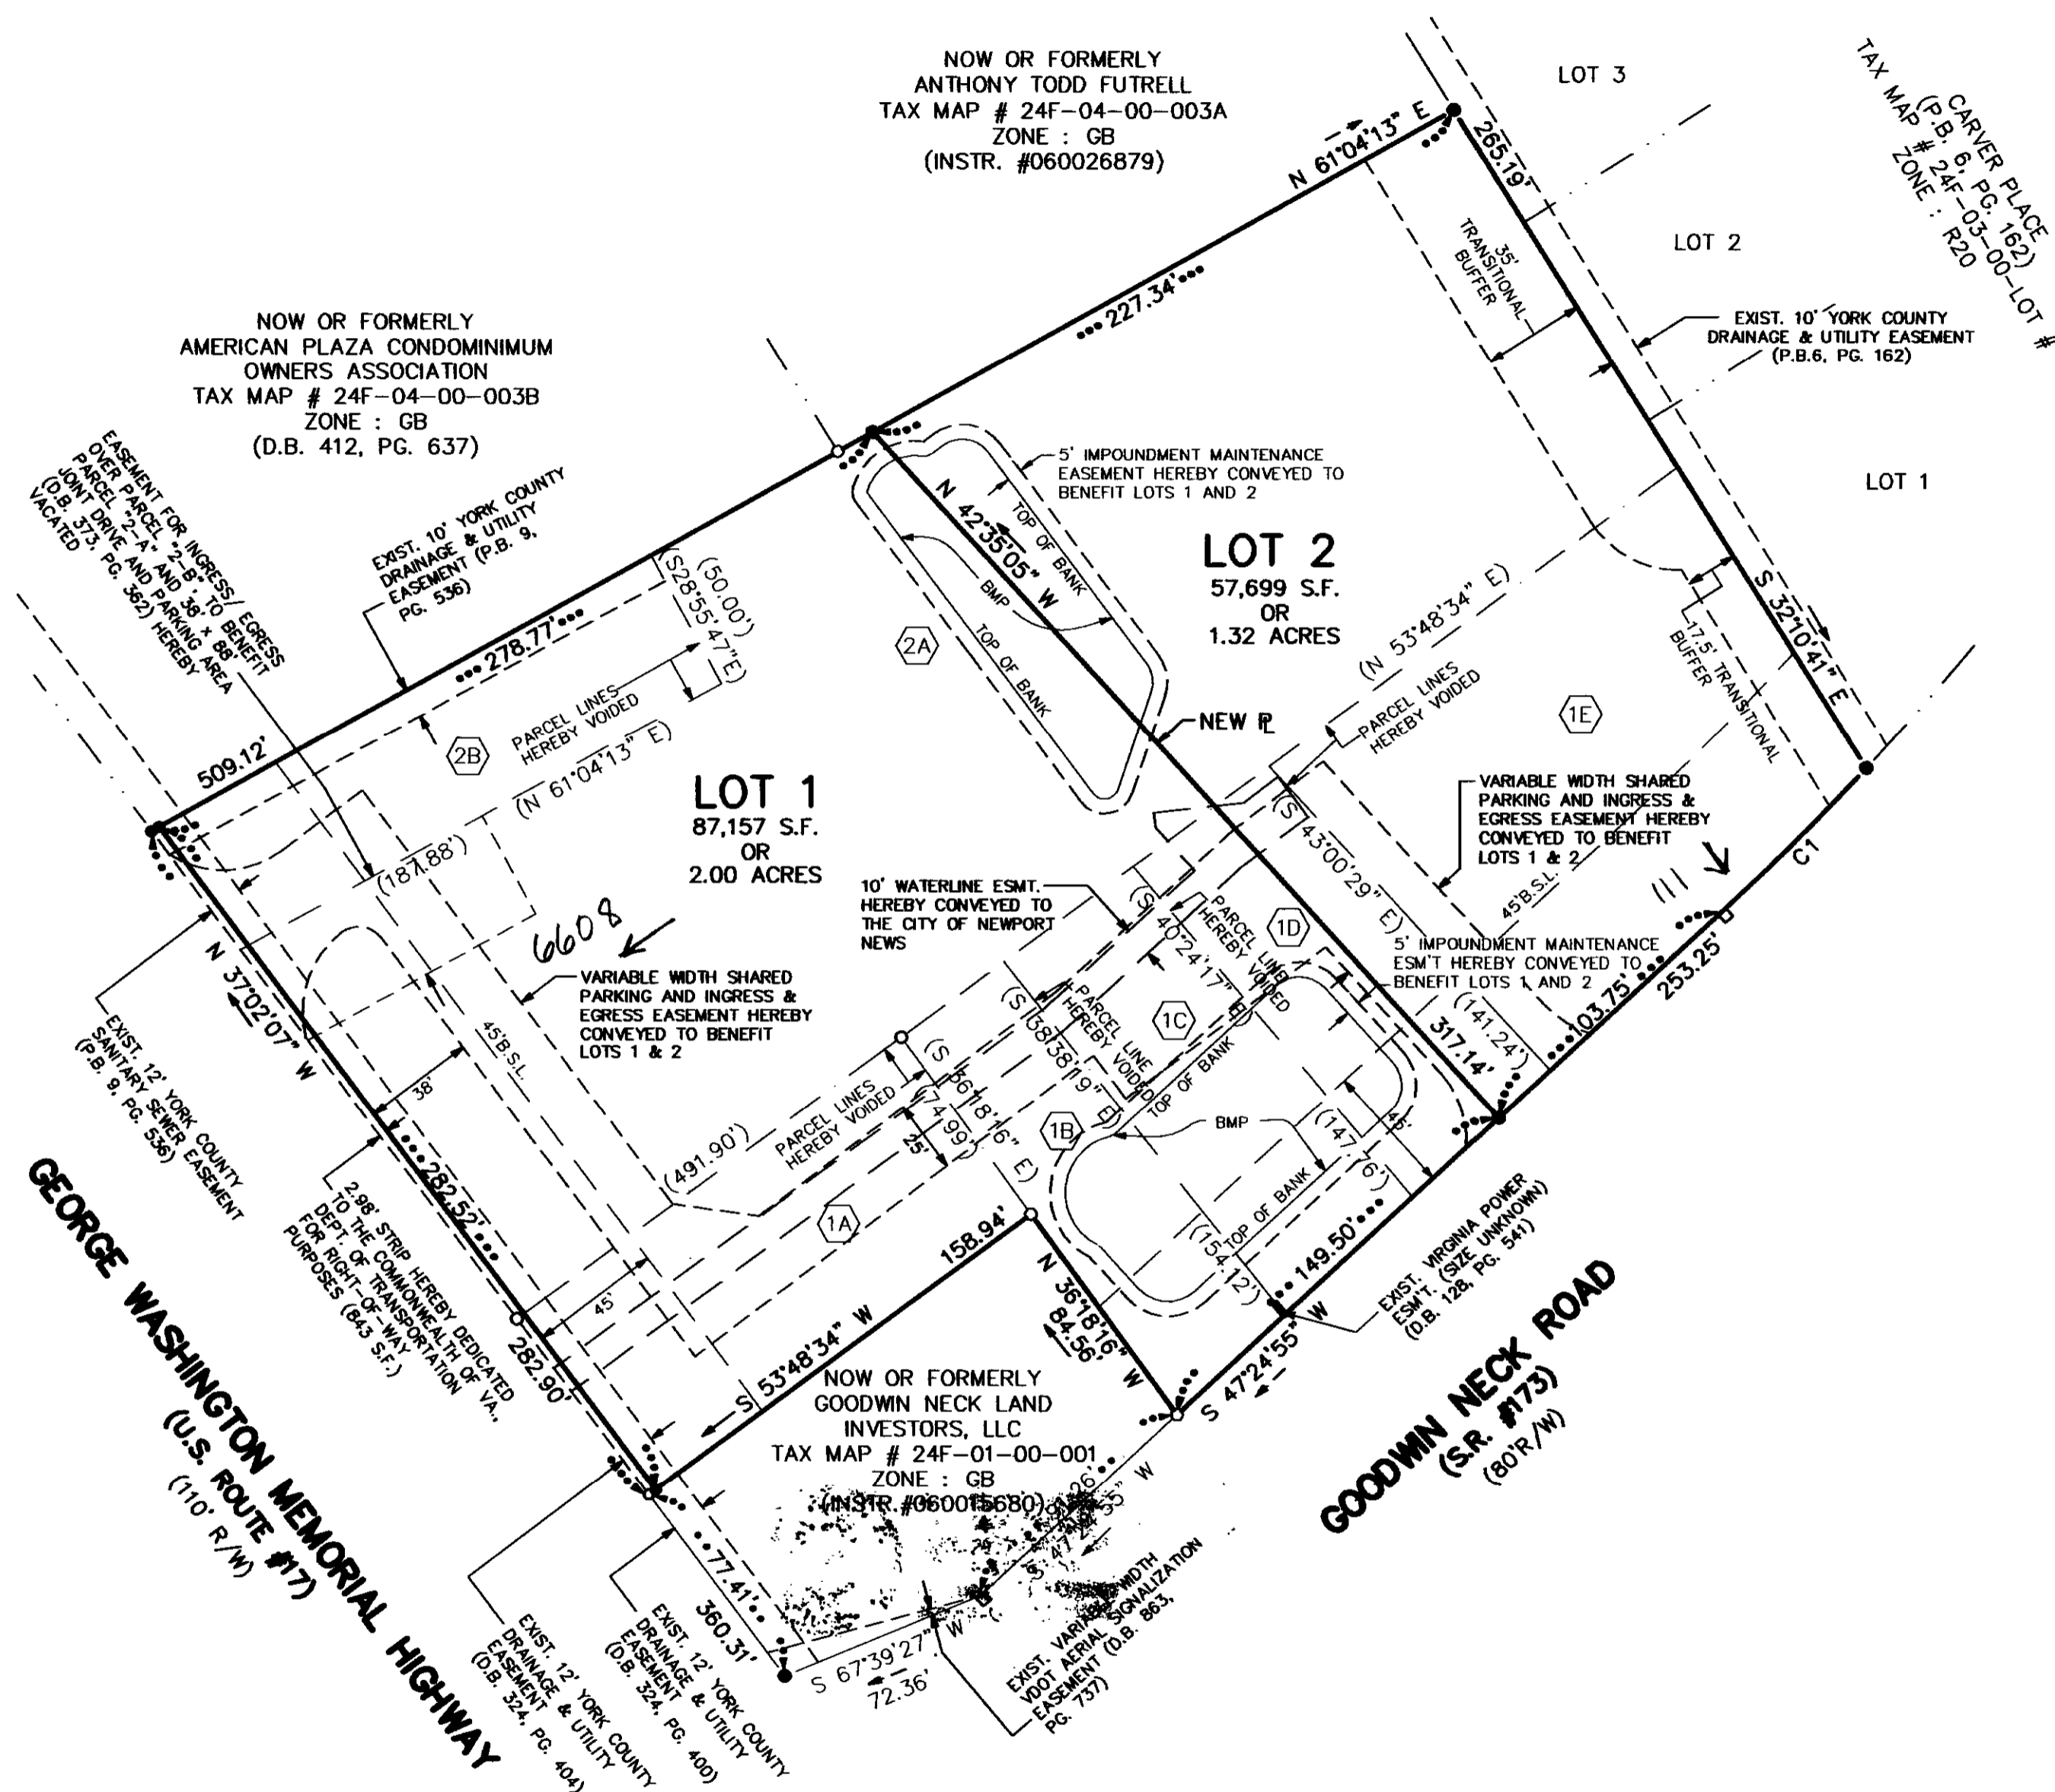 NOW OR FORMERLY
ANTHONY TODD FUTRELL
TAX MAP # 24F-04-00-003A
ZONE : GB
(INSTR. #060026879)
LOT 3
CARVER PLACE
(P.B. 6, PG. 162)
TAX MAP # 24F-03-00-LOT #
ZONE : R20
N 61°04'13" E
265.19'
LOT 2
35'
TRANSITIONAL
BUFFER
227.34'
EXIST. 10' YORK COUNTY
DRAINAGE & UTILITY EASEMENT
(P.B.6, PG. 162)
NOW OR FORMERLY
AMERICAN PLAZA CONDOMINIMUM
OWNERS ASSOCIATION
TAX MAP # 24F-04-00-003B
ZONE : GB
(D.B. 412, PG. 637)
LOT 1
5' IMPOUNDMENT MAINTENANCE
EASEMENT HEREBY CONVEYED TO
BENEFIT LOTS 1 AND 2
EASEMENT FOR INGRESS/ EGRESS
OVER PARCEL "2-B" TO BENEFIT
PARCEL "2-A" AND 36' x 88'
JOINT DRIVE AND PARKING AREA
(D.B. 373, PG. 362) HEREBY
VACATED
EXIST. 10' YORK COUNTY
DRAINAGE & UTILITY
EASEMENT (P.B. 9,
PG. 536)
N 42°35'05" W
TOP OF BANK
BMP
TOP OF BANK
LOT 2
57,699 S.F.
OR
1.32 ACRES
(50.00')
(S28°55'47"E)
278.77'
2A
(N 53°48'34" E)
PARCEL LINES
HEREBY VOIDED
1E
S 32°10'41" E
17.5' TRANSITIONAL
BUFFER
PARCEL LINES
HEREBY VOIDED
2B
(N 61°04'13" E)
NEW PL
509.12'
LOT 1
87,157 S.F.
OR
2.00 ACRES
(187.88')
VARIABLE WIDTH SHARED
PARKING AND INGRESS &
EGRESS EASEMENT HEREBY
CONVEYED TO BENEFIT
LOTS 1 & 2
(S 43°00'29" E)
C1
45'B.S.L.
10' WATERLINE ESMT.
HEREBY CONVEYED TO
THE CITY OF NEWPORT
NEWS
6608
PARCEL LINE
HEREBY VOIDED
(S 40°24'17" E)
1D
5' IMPOUNDMENT MAINTENANCE
ESM'T HEREBY CONVEYED TO
BENEFIT LOTS 1 AND 2
253.25'
103.75'
VARIABLE WIDTH SHARED
PARKING AND INGRESS &
EGRESS EASEMENT HEREBY
CONVEYED TO BENEFIT
LOTS 1 & 2
N 37°02'07" W
45'B.S.L.
38'
PARCEL LINE
HEREBY VOIDED
(S 38°38'19" E)
1C
317.14'
(141.24')
EXIST. 12' YORK COUNTY
SANITARY SEWER EASEMENT
(P.B. 9, PG. 536)
(491.90')
PARCEL LINES
HEREBY VOIDED
(S 36°18'16" E)
(74.99')
25'
1B
TOP OF BANK
BMP
(147.76')
45'
1A
TOP OF BANK
(154.12')
149.50'
EXIST. VIRGINIA POWER
ESM'T. (SIZE UNKNOWN)
(D.B. 128, PG. 541)
282.52'
2.98' STRIP HEREBY DEDICATED
TO THE COMMONWEALTH OF VA.,
DEPT. OF TRANSPORTATION
FOR RIGHT-OF-WAY
PURPOSES (843 S.F.)
158.94'
N 36°18'16" W
84.56'
S 47°24'55" W
45'
282.90'
S 53°48'34" W
GEORGE WASHINGTON MEMORIAL HIGHWAY
(U.S. ROUTE #17)
(110' R/W)
GOODWIN NECK ROAD
(S.R. #173)
(80'R/W)
NOW OR FORMERLY
GOODWIN NECK LAND
INVESTORS, LLC
TAX MAP # 24F-01-00-001
ZONE : GB
(INSTR.#060015680)
S 47°24'55" W
77.41'
360.31'
S 67°39'27" W
72.36'
EXIST. VARIABLE WIDTH
VDOT AERIAL SIGNALIZATION
EASEMENT (D.B. 863,
PG. 737)
EXIST. 12' YORK COUNTY
DRAINAGE & UTILITY
EASEMENT
(D.B. 324, PG. 404)
EXIST. 12' YORK COUNTY
DRAINAGE & UTILITY
EASEMENT
(D.B. 324, PG. 400)